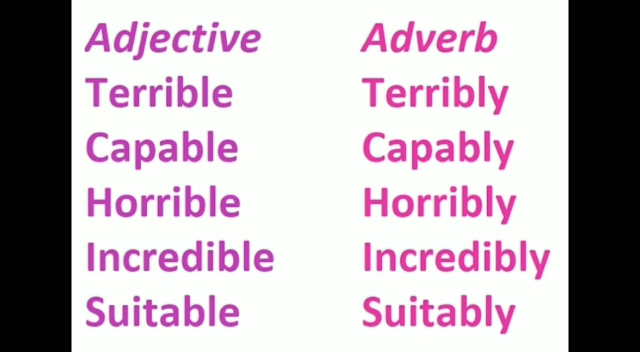 Adjective Adverb
Terrible Terribly
Capable Capably
Horrible Horribly
Incredible Incredibly
Suitable Suitably